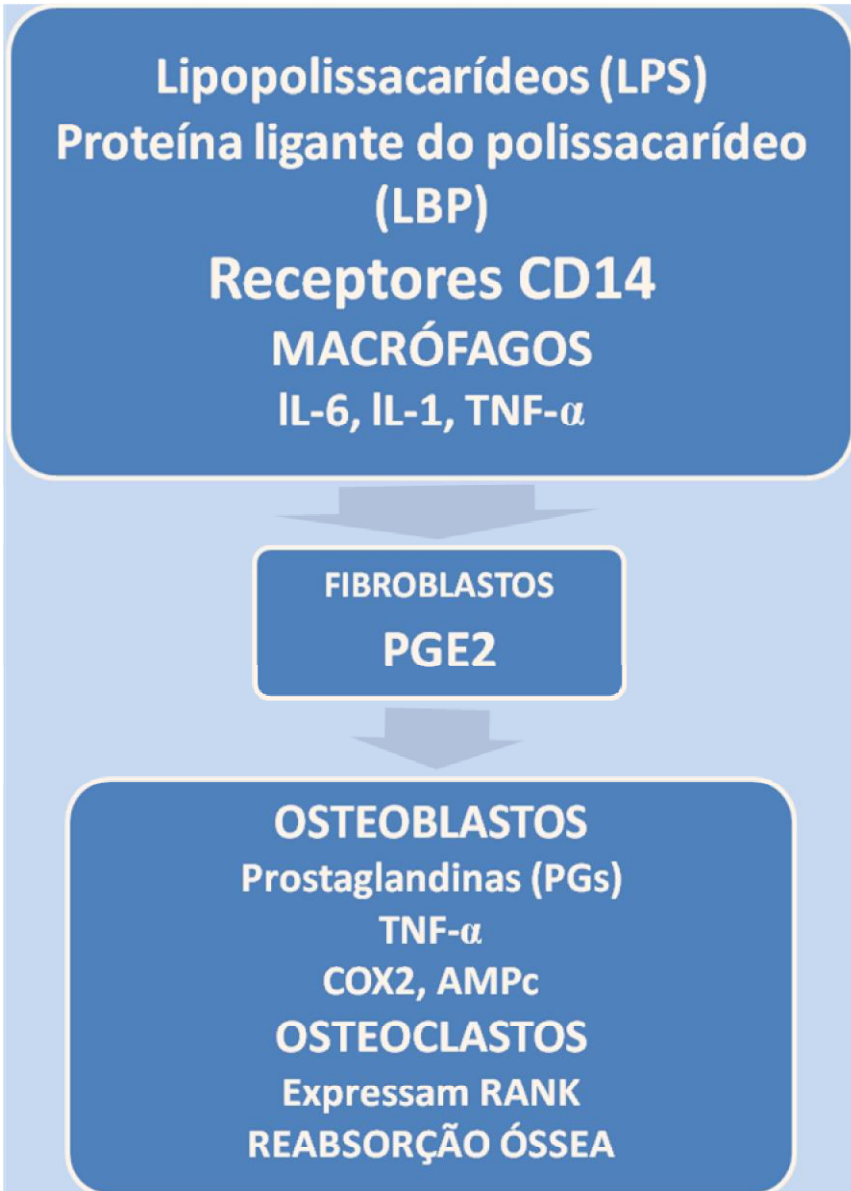 Lipopolissacarídeos (LPS)
Proteína ligante do polissacarídeo
(LBP)
Receptores CD14
MACRÓFAGOS
IL-6, IL-1, TNF-α
FIBROBLASTOS
PGE2
OSTEOBLASTOS
Prostaglandinas (PGs)
TNF-α
COX2, AMPc
OSTEOCLASTOS
Expressam RANK
REABSORÇÃO ÓSSEA